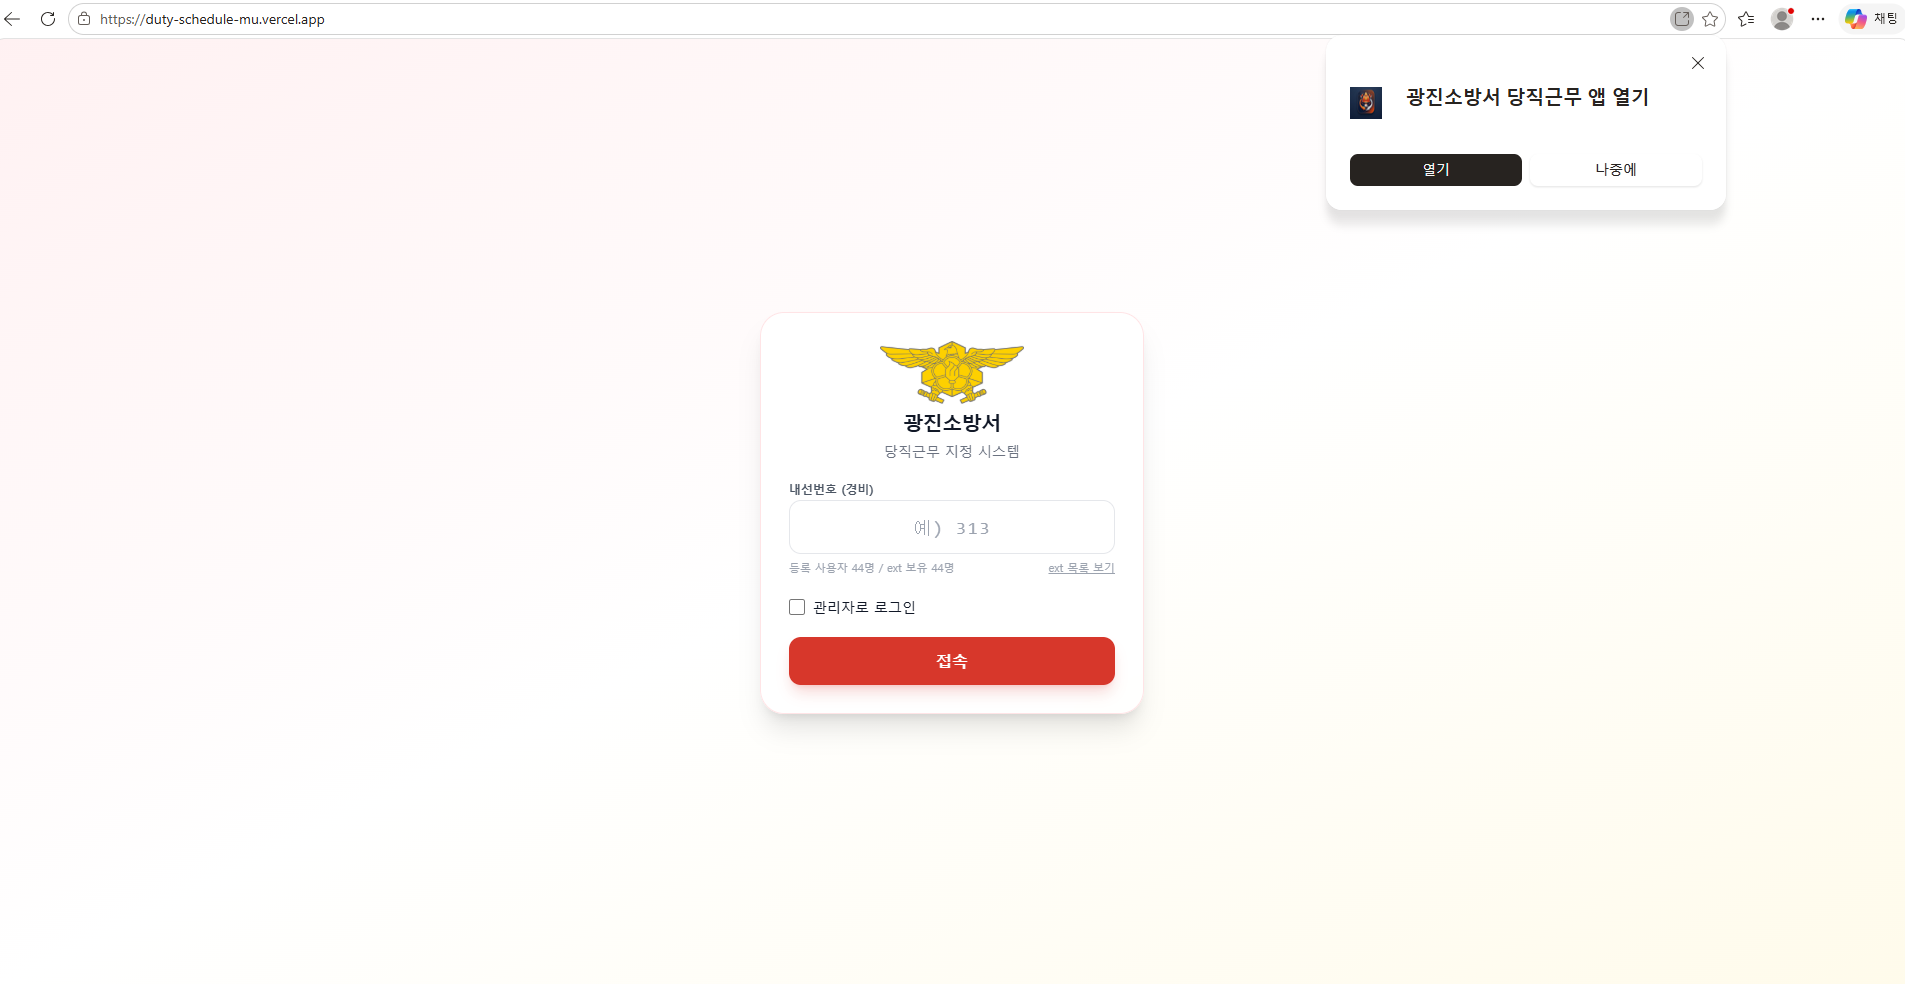 https://duty-schedule-mu.vercel.app
채팅
광진소방서 당직근무 앱 열기
열기
나중에
광진소방서
당직근무 지정 시스템
내선번호 (경비)
예) 313
등록 사용자 44명 / ext 보유 44명
ext 목록 보기
관리자로 로그인
접속